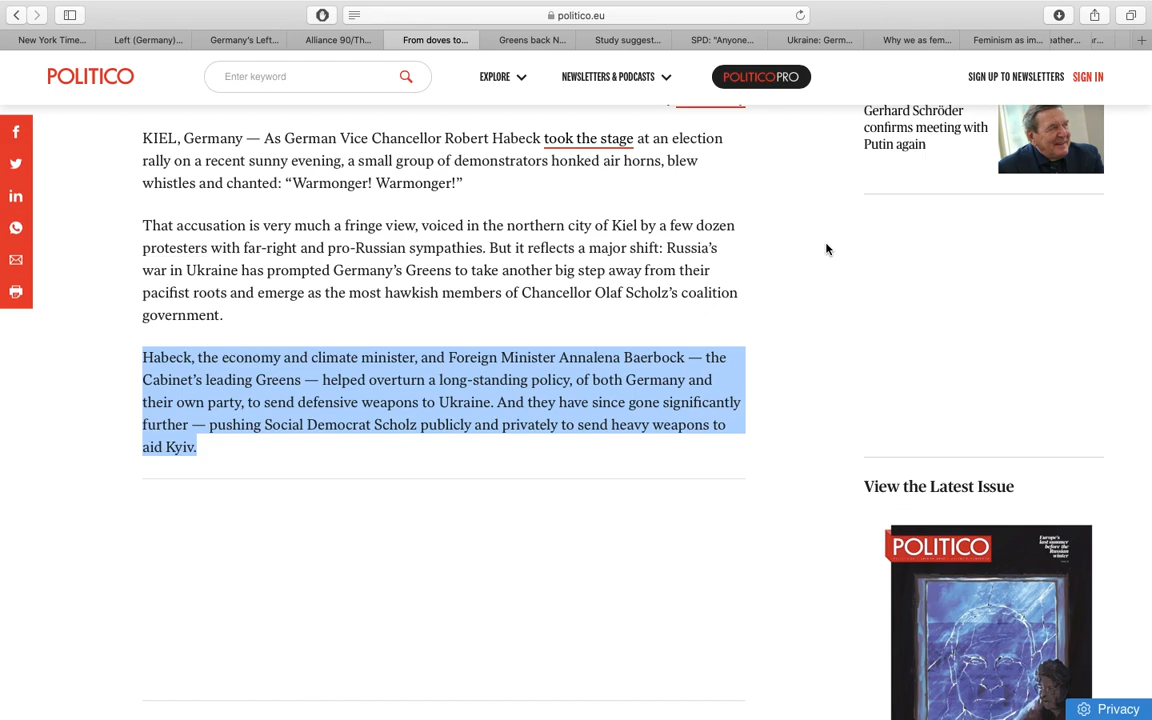 politico.eu
New York Time...
Left (Germany)...
Germany's Left...
Alliance 90/Th...
From doves to...
Greens back N...
Study suggest...
SPD: "Anyone...
Ukraine: Germ...
Why we as fem...
Feminism as im...
POLITICO
Enter keyword
EXPLORE
NEWSLETTERS & PODCASTS
POLITICOPRO
SIGN UP TO NEWSLETTERS
SIGN IN
KIEL, Germany — As German Vice Chancellor Robert Habeck took the stage at an election
rally on a recent sunny evening, a small group of demonstrators honked air horns, blew
whistles and chanted: “Warmonger! Warmonger!”
That accusation is very much a fringe view, voiced in the northern city of Kiel by a few dozen
protesters with far-right and pro-Russian sympathies. But it reflects a major shift: Russia’s
war in Ukraine has prompted Germany’s Greens to take another big step away from their
pacifist roots and emerge as the most hawkish members of Chancellor Olaf Scholz’s coalition
government.
Habeck, the economy and climate minister, and Foreign Minister Annalena Baerbock — the
Cabinet’s leading Greens — helped overturn a long-standing policy, of both Germany and
their own party, to send defensive weapons to Ukraine. And they have since gone significantly
further — pushing Social Democrat Scholz publicly and privately to send heavy weapons to
aid Kyiv.
Gerhard Schröder
confirms meeting with
Putin again
View the Latest Issue
POLITICO
Europe's
last summer
before the
Russian
winter
Privacy